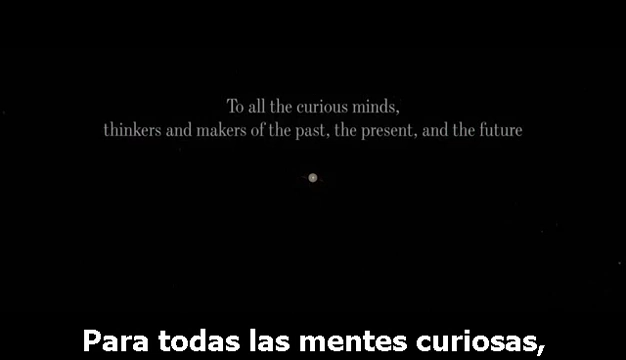 To all the curious minds,
thinkers and makers of the past, the present, and the future
Para todas las mentes curiosas,